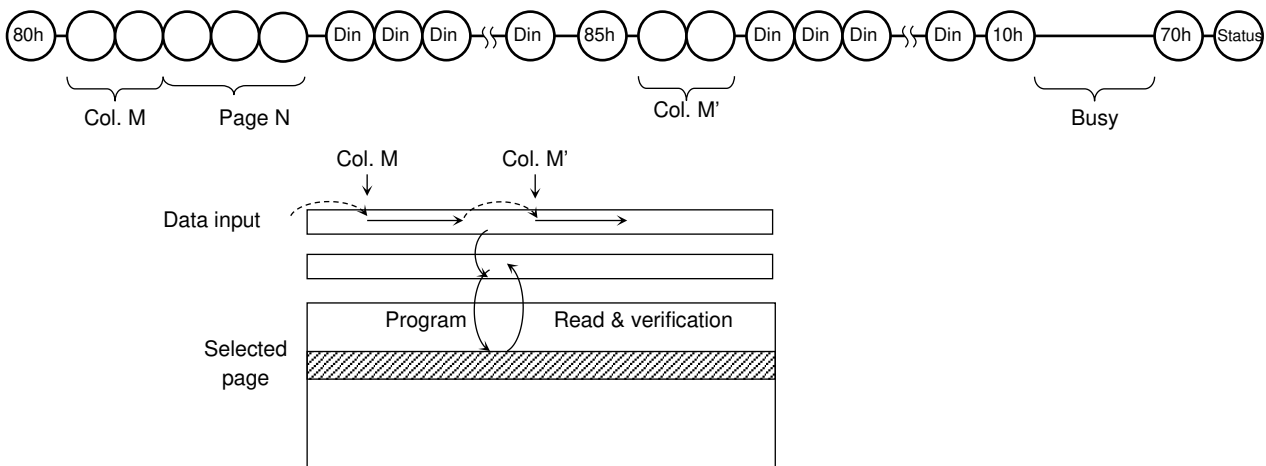 80h Din Din Din Din 85h Din Din Din Din 10h 70h Status
Col. M Page N Col. M’ Busy
Col. M Col. M’
Data input
Program Read & verification
Selected
page